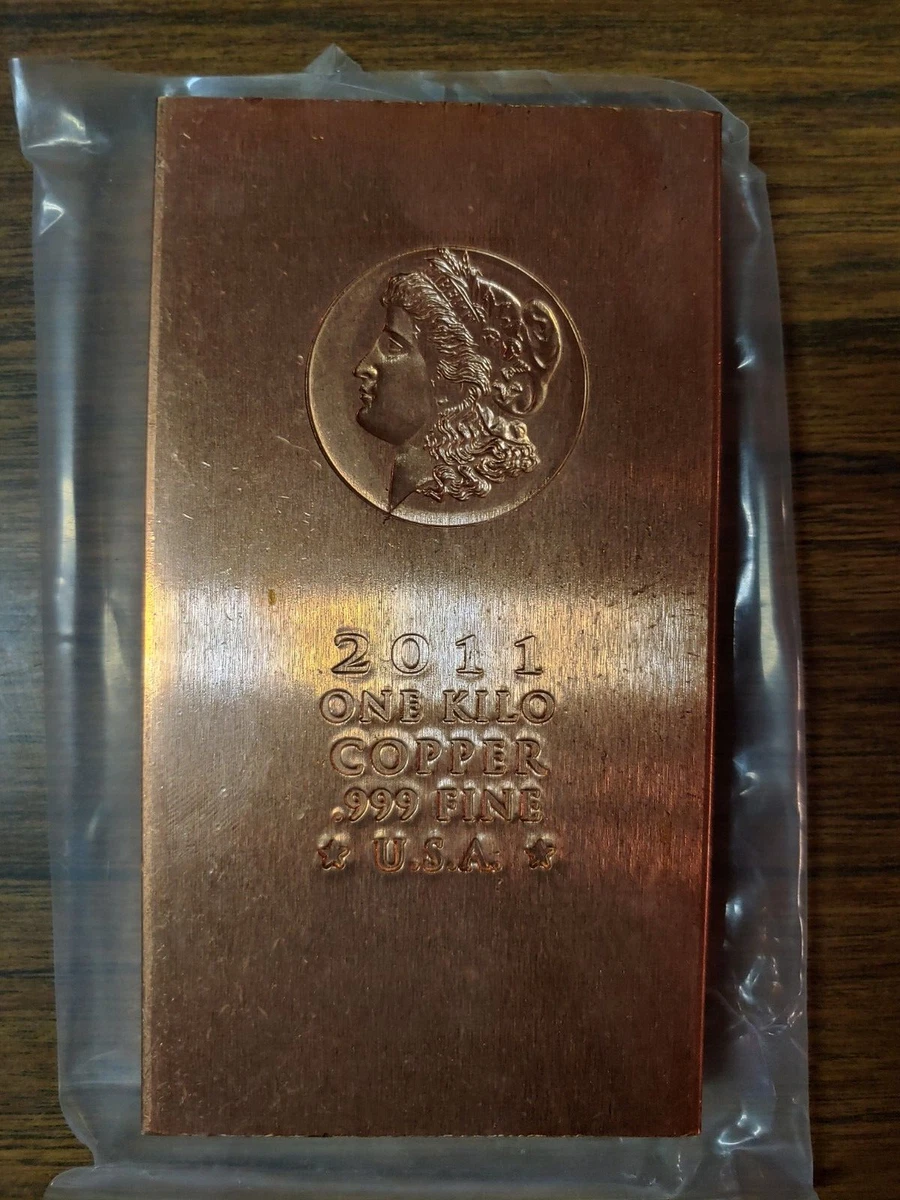 2011
ONE KILO
COPPER
.999 FINE
★ U.S.A. ★